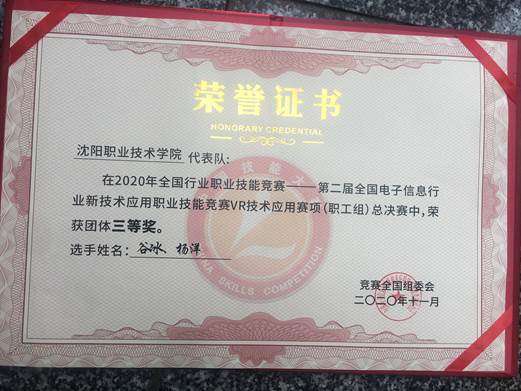 荣誉证书
HONORARY CREDENTIAL
沈阳职业技术学院 代表队:
在2020年全国行业职业技能竞赛——第二届全国电子信息行
业新技术应用职业技能竞赛VR技术应用赛项(职工组)总决赛中,荣
获团体三等奖。
选手姓名: 谷冰、杨洋
竞赛全国组委会
二〇二〇年十一月
CHINA SKILLS COMPETITION